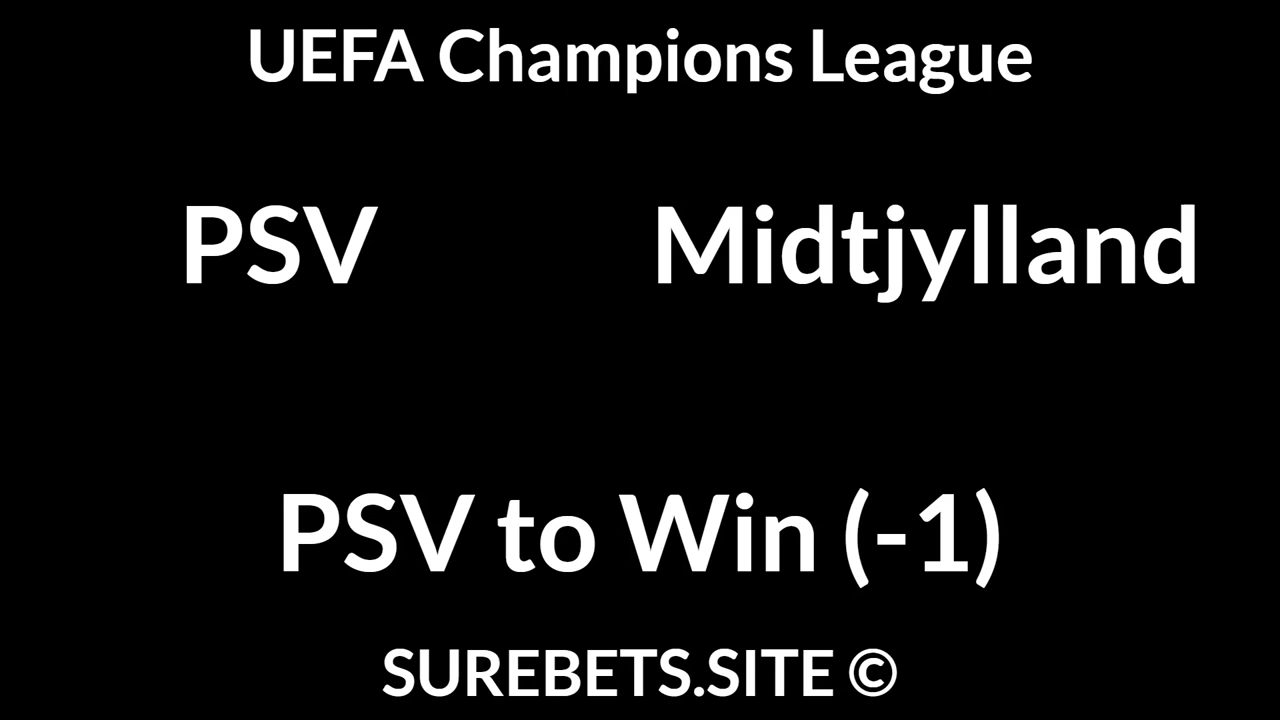 UEFA Champions League
PSV Midtjylland
PSV to Win (-1)
SUREBETS.SITE ©